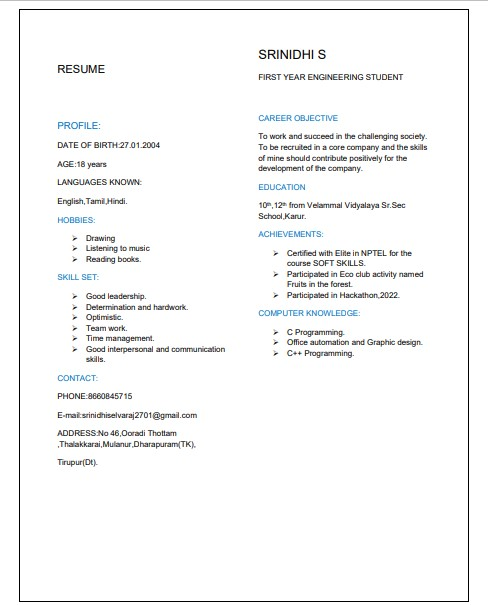 RESUME
PROFILE:
DATE OF BIRTH:27.01.2004
AGE:18 years
LANGUAGES KNOWN:
English,Tamil,Hindi.
HOBBIES:
➢ Drawing
➢ Listening to music
➢ Reading books.
SKILL SET:
➢ Good leadership.
➢ Determination and hardwork.
➢ Optimistic.
➢ Team work.
➢ Time management.
➢ Good interpersonal and communication
skills.
CONTACT:
PHONE:8660845715
E-mail:srinidhiselvaraj2701@gmail.com
ADDRESS:No 46,Ooradi Thottam
,Thalakkarai,Mulanur,Dharapuram(TK),
Tirupur(Dt).
SRINIDHI S
FIRST YEAR ENGINEERING STUDENT
CAREER OBJECTIVE
To work and succeed in the challenging society.
To be recruited in a core company and the skills
of mine should contribute positively for the
development of the company.
EDUCATION
10th,12th from Velammal Vidyalaya Sr.Sec
School,Karur.
ACHIEVEMENTS:
➢ Certified with Elite in NPTEL for the
course SOFT SKILLS.
➢ Participated in Eco club activity named
Fruits in the forest.
➢ Participated in Hackathon,2022.
COMPUTER KNOWLEDGE:
➢ C Programming.
➢ Office automation and Graphic design.
➢ C++ Programming.